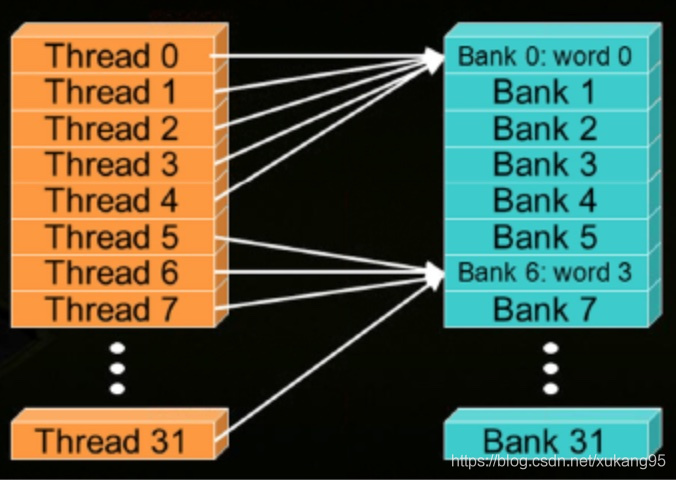 Thread 0
Thread 1
Thread 2
Thread 3
Thread 4
Thread 5
Thread 6
Thread 7
Thread 31
Bank 0: word 0
Bank 1
Bank 2
Bank 3
Bank 4
Bank 5
Bank 6: word 3
Bank 7
Bank 31
https://blog.csdn.net/xukang95